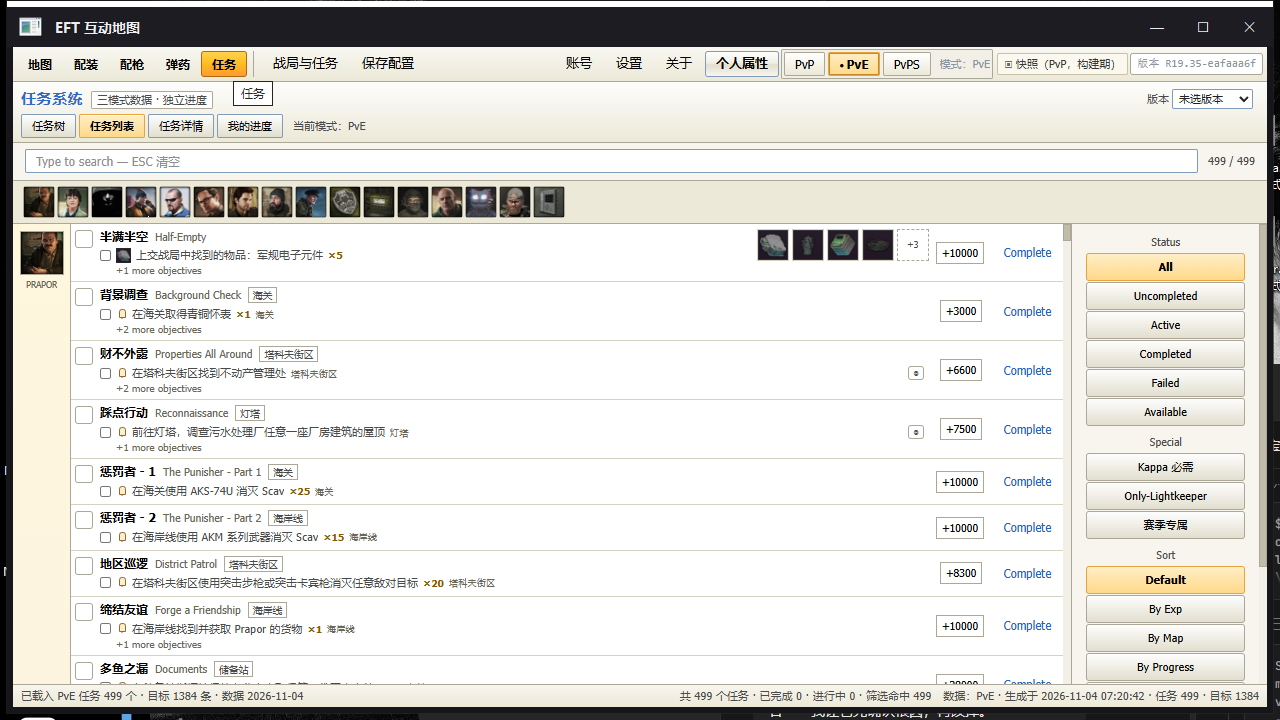 EFT 互动地图
地图 配装 配枪 弹药 任务 战局与任务 保存配置 账号 设置 关于 个人属性 PvP • PvE PvPS 模式: PvE 快照 (PvP, 构建期) 版本 R19.35-eafaaa6f
任务系统 三模式数据 · 独立进度 任务 版本 未选版本
任务树 任务列表 任务详情 我的进度 当前模式: PvE
Type to search — ESC 清空 499 / 499
PRAPOR
半满半空 Half-Empty
上交战局中找到的物品: 军规电子元件 ×5
+1 more objectives
+3 +10000 Complete
背景调查 Background Check 海关
在海关取得青铜怀表 ×1 海关
+2 more objectives
+3000 Complete
财不外露 Properties All Around 塔科夫街区
在塔科夫街区找到不动产管理处 塔科夫街区
+2 more objectives
+6600 Complete
踩点行动 Reconnaissance 灯塔
前往灯塔，调查污水处理厂任意一座厂房建筑的屋顶 灯塔
+1 more objectives
+7500 Complete
惩罚者 - 1 The Punisher - Part 1 海关
在海关使用 AKS-74U 消灭 Scav ×25 海关
+10000 Complete
惩罚者 - 2 The Punisher - Part 2 海岸线
在海岸线使用 AKM 系列武器消灭 Scav ×15 海岸线
+10000 Complete
地区巡逻 District Patrol 塔科夫街区
在塔科夫街区使用突击步枪或突击卡宾枪消灭任意敌对目标 ×20 塔科夫街区
+8300 Complete
缔结友谊 Forge a Friendship 海岸线
在海岸线找到并获取 Prapor 的货物 ×1 海岸线
+1 more objectives
+10000 Complete
多鱼之漏 Documents 储备站
Status
All
Uncompleted
Active
Completed
Failed
Available
Special
Kappa 必需
Only-Lightkeeper
赛季专属
Sort
Default
By Exp
By Map
By Progress
已载入 PvE 任务 499 个 · 目标 1384 条 · 数据 2026-11-04 共 499 个任务 · 已完成 0 · 进行中 0 · 筛选命中 499 数据: PvE · 生成于 2026-11-04 07:20:42 · 任务 499 · 目标 1384